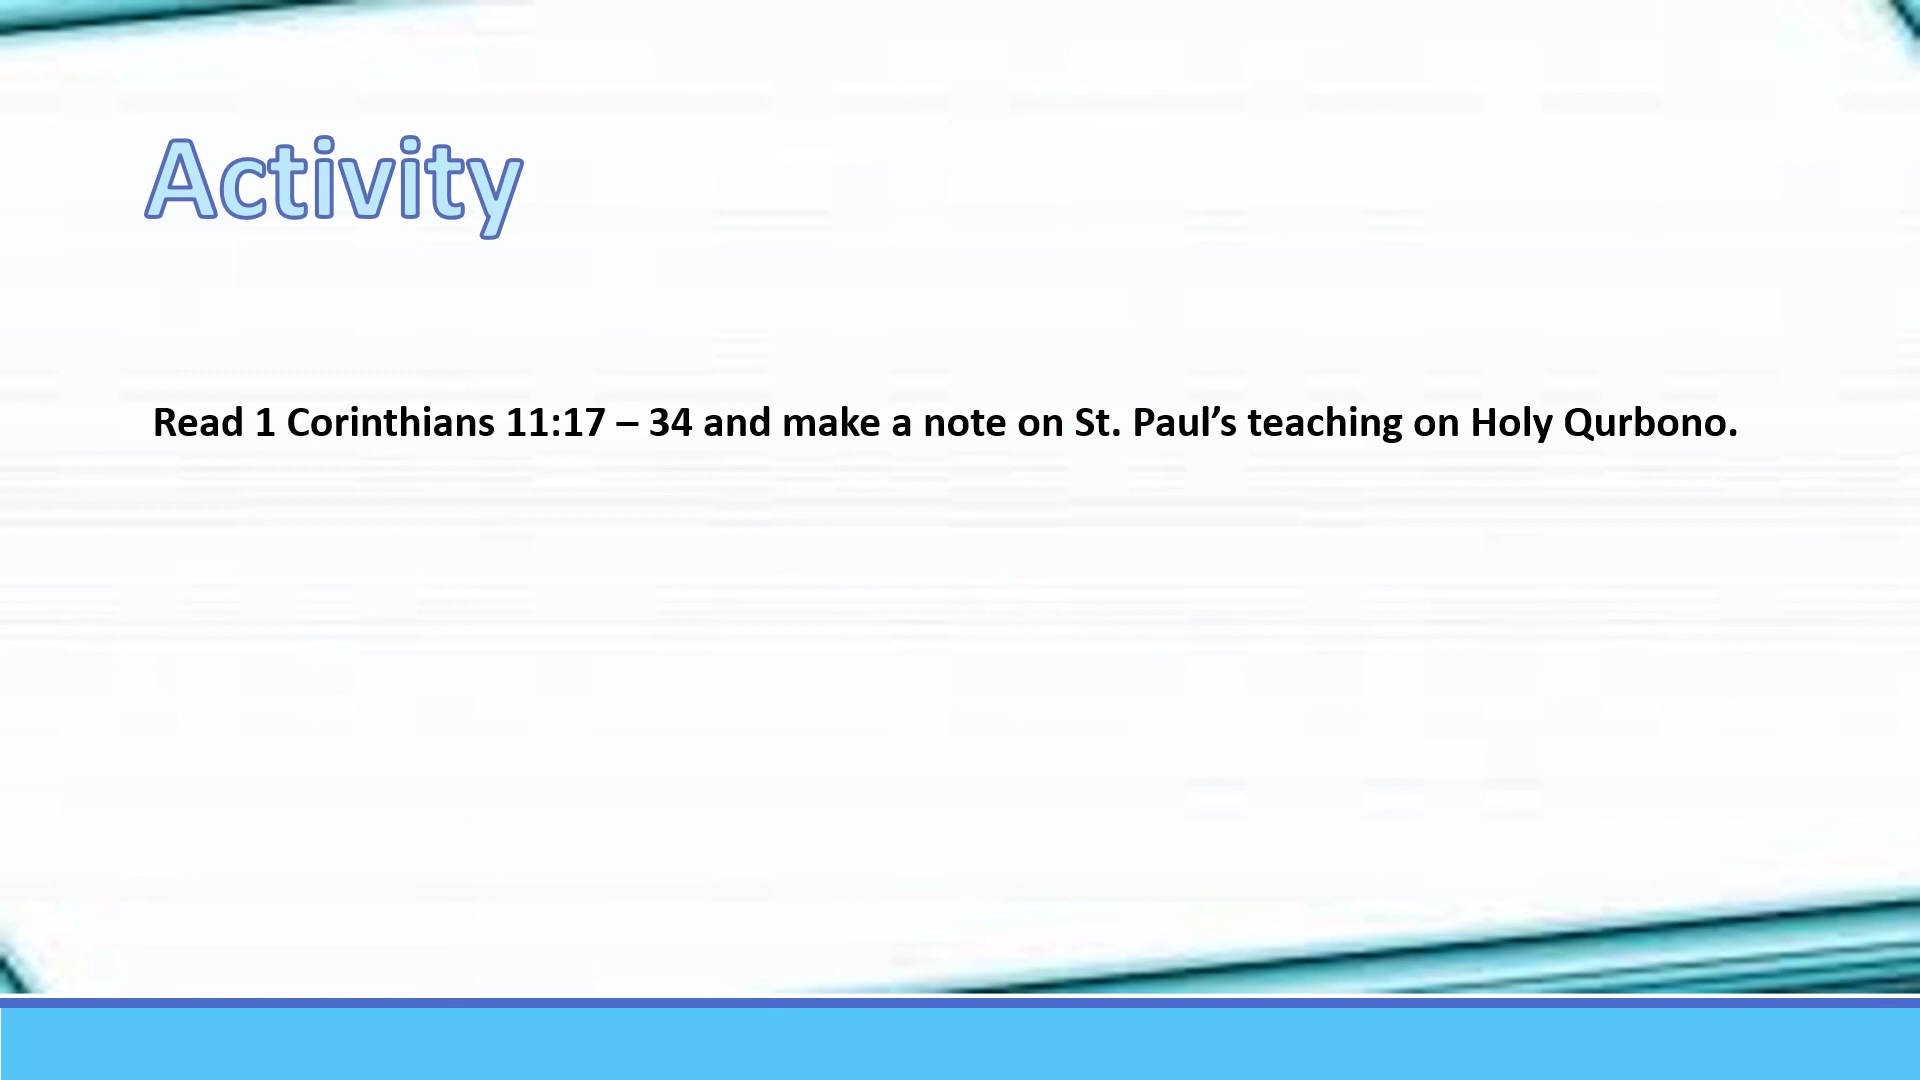 Activity
Read 1 Corinthians 11:17 – 34 and make a note on St. Paul’s teaching on Holy Qurbono.